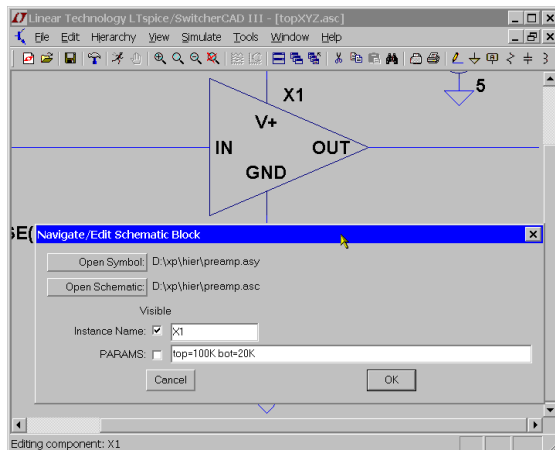 Linear Technology LTspice/SwitcherCAD III - [topXYZ.asc]
File Edit Hierarchy View Simulate Tools Window Help
X1
5
V+
IN OUT
GND
SE(
Navigate/Edit Schematic Block
Open Symbol: D:\xp\hier\preamp.asy
Open Schematic: D:\xp\hier\preamp.asc
Visible
Instance Name: X1
PARAMS: top=100K bot=20K
Cancel OK
Editing component: X1